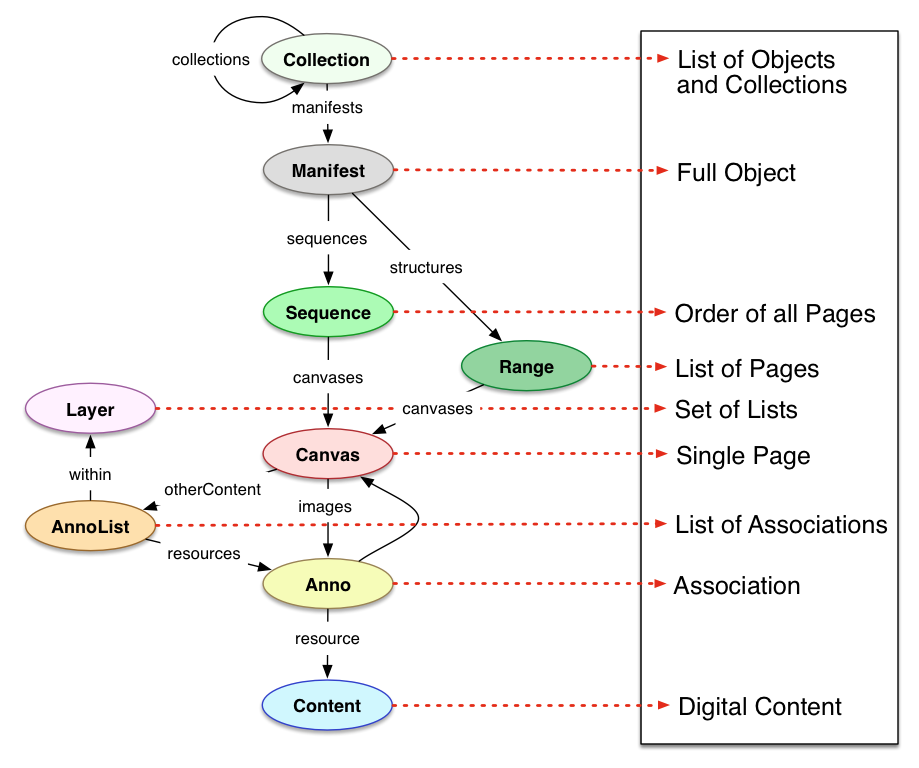 collections
Collection
List of Objects
and Collections
manifests
Manifest
Full Object
sequences
structures
Sequence
Order of all Pages
Range
List of Pages
canvases
Layer
canvases
Set of Lists
Canvas
Single Page
within
otherContent
images
AnnoList
List of Associations
resources
Anno
Association
resource
Content
Digital Content